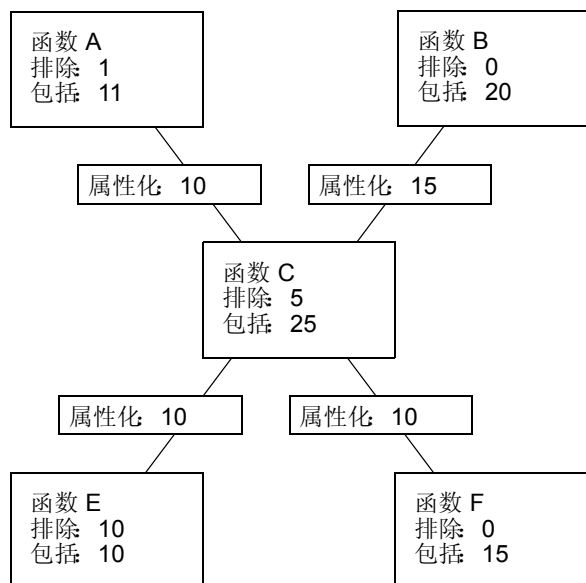 函数 A
排除: 1
包括: 11
函数 B
排除: 0
包括: 20
属性化: 10
属性化: 15
函数 C
排除: 5
包括: 25
属性化: 10
属性化: 10
函数 E
排除: 10
包括: 10
函数 F
排除: 0
包括: 15